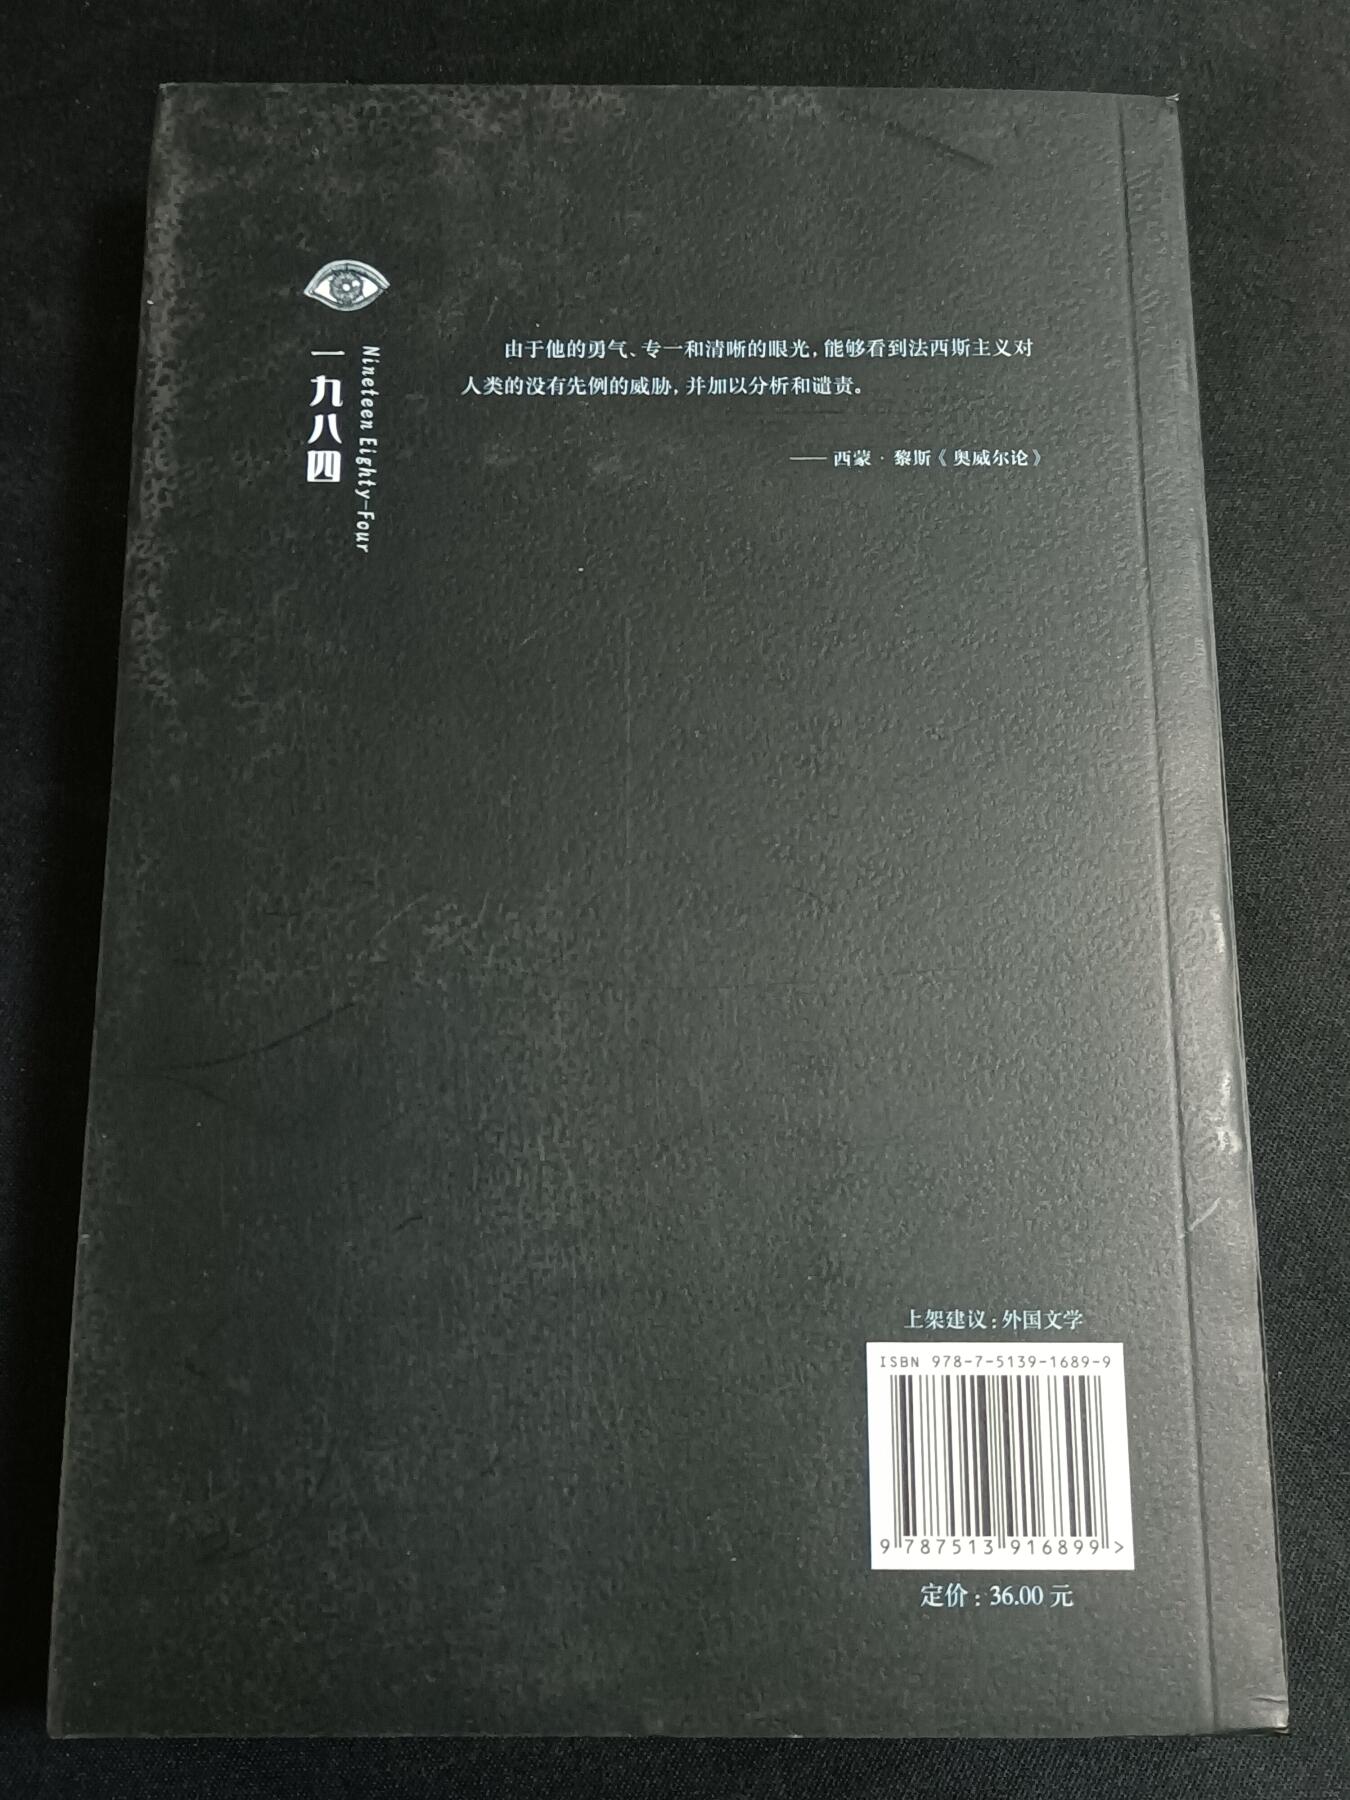 一九八四
Nineteen Eighty-Four
由于他的勇气、专一和清晰的眼光，能够看到法西斯主义对
人类的没有先例的威胁，并加以分析和谴责。
—— 西蒙·黎斯《奥威尔论》
上架建议：外国文学
ISBN 978-7-5139-1689-9
9 787513 916899 >
定价：36.00 元